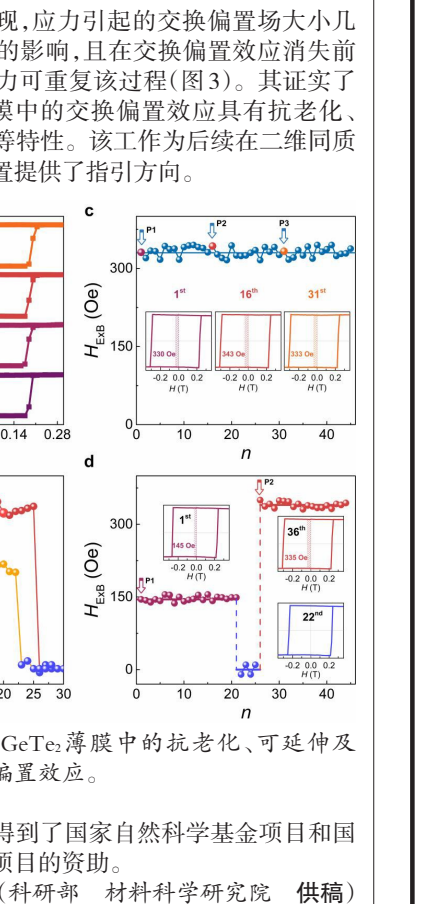 现,应力引起的交换偏置场大小几
的影响,且在交换偏置效应消失前
力可重复该过程(图3)。其证实了
膜中的交换偏置效应具有抗老化、
等特性。该工作为后续在二维同质
置提供了指引方向。
c
P1
P2
P3
300
150
0
H_ExB (Oe)
1st
16th
31st
330 Oe
343 Oe
333 Oe
-0.2 0.0 0.2
-0.2 0.0 0.2
-0.2 0.0 0.2
H (T)
H (T)
H (T)
0.14 0.28
0 10 20 30 40
n
d
P2
300
150
0
H_ExB (Oe)
1st
145 Oe
-0.2 0.0 0.2
H (T)
P1
36th
335 Oe
-0.2 0.0 0.2
H (T)
22nd
-0.2 0.0 0.2
H (T)
20 25 30
0 10 20 30 40
n
GeTe₂薄膜中的抗老化、可延伸及
偏置效应。
得到了国家自然科学基金项目和国
项目的资助。
(科研部 材料科学研究院 供稿)